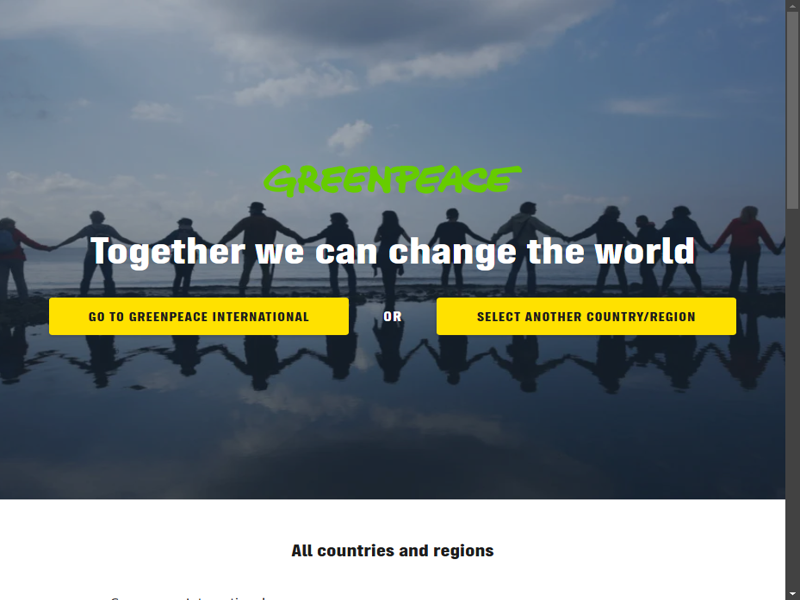 GREENPEACE
Together we can change the world
GO TO GREENPEACE INTERNATIONAL
OR
SELECT ANOTHER COUNTRY/REGION
All countries and regions